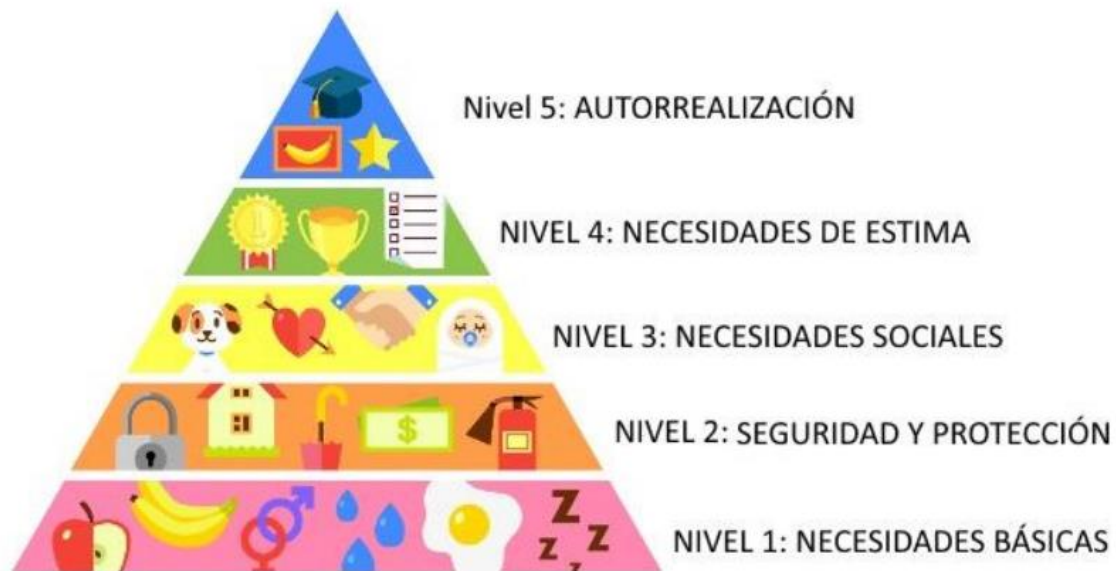 Nivel 5: AUTORREALIZACIÓN
1
NIVEL 4: NECESIDADES DE ESTIMA
NIVEL 3: NECESIDADES SOCIALES
$
NIVEL 2: SEGURIDAD Y PROTECCIÓN
Z
Z
z
z
NIVEL 1: NECESIDADES BÁSICAS